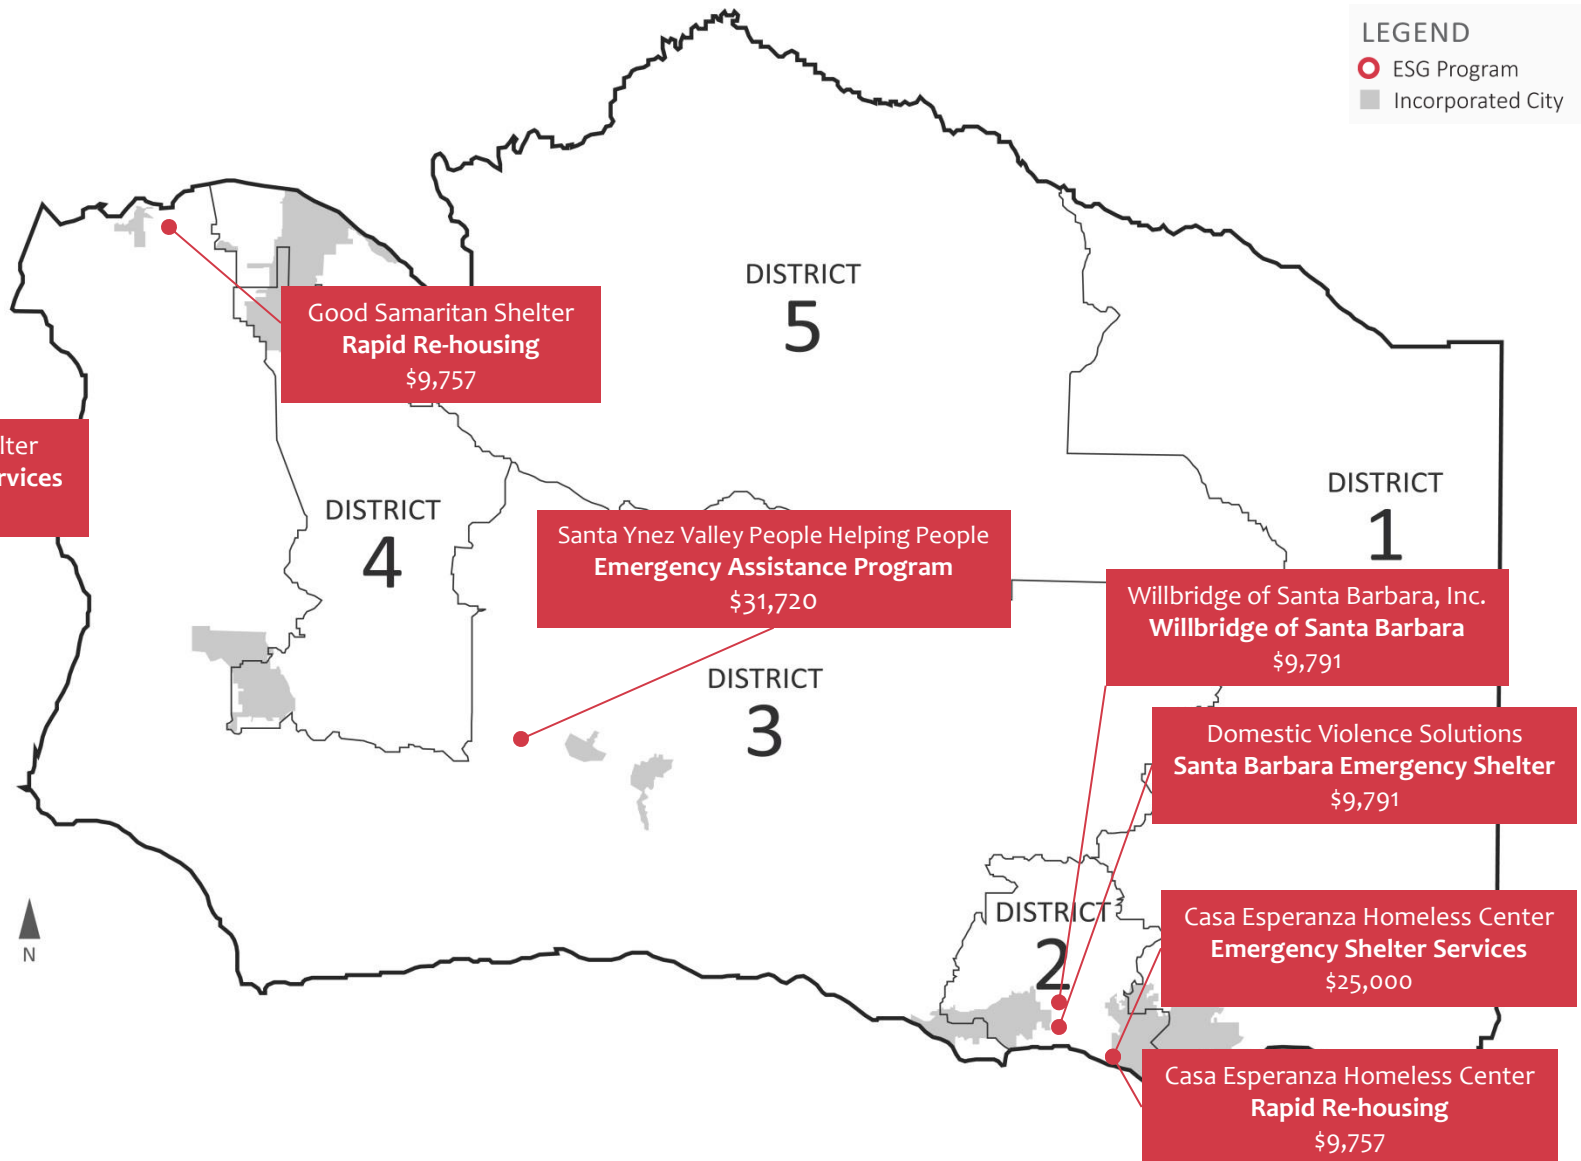 LEGEND
ESG Program
Incorporated City
DISTRICT
5
Good Samaritan Shelter
Rapid Re-housing
$9,757
lter
rvices
DISTRICT
1
DISTRICT
4
Santa Ynez Valley People Helping People
Emergency Assistance Program
$31,720
Willbridge of Santa Barbara, Inc.
Willbridge of Santa Barbara
$9,791
DISTRICT
3
Domestic Violence Solutions
Santa Barbara Emergency Shelter
$9,791
DISTRICT
2
Casa Esperanza Homeless Center
Emergency Shelter Services
$25,000
N
Casa Esperanza Homeless Center
Rapid Re-housing
$9,757